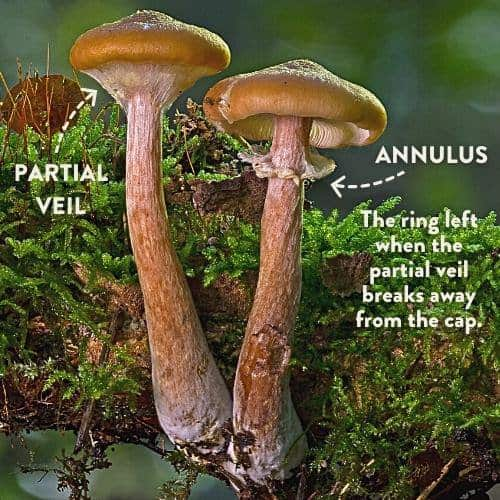 PARTIAL
VEIL
ANNULUS
The ring left
when the
partial veil
breaks away
from the cap.